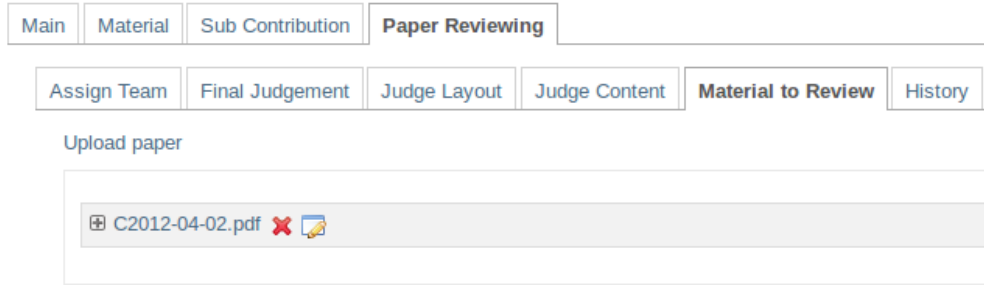 Main Material Sub Contribution Paper Reviewing
Assign Team Final Judgement Judge Layout Judge Content Material to Review History
Upload paper
C2012-04-02.pdf